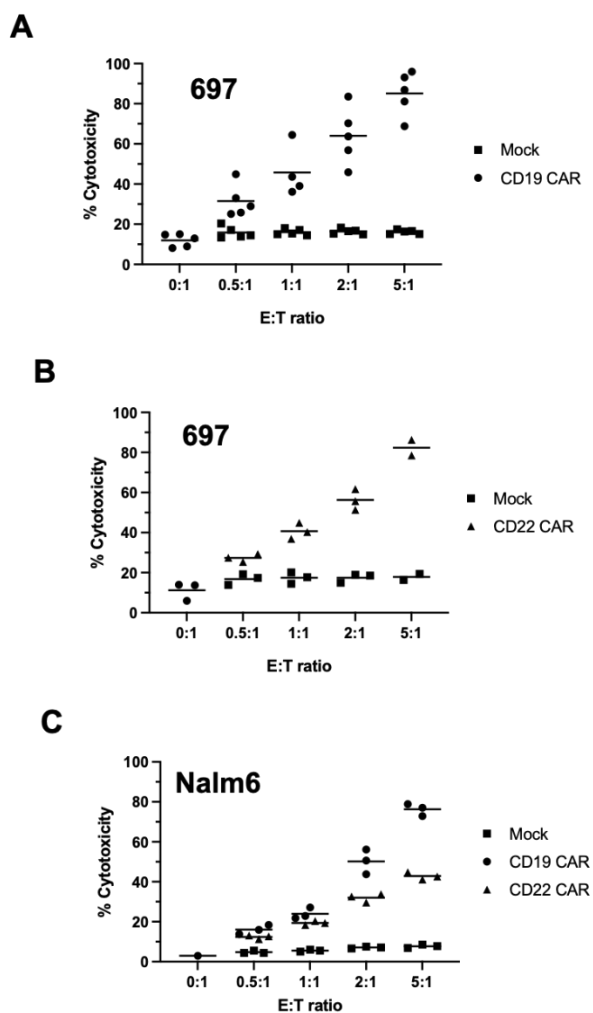 A
697
100
80
60
40
20
0
% Cytotoxicity
0:1 0.5:1 1:1 2:1 5:1
E:T ratio
Mock
CD19 CAR
B
697
100
80
60
40
20
0
% Cytotoxicity
0:1 0.5:1 1:1 2:1 5:1
E:T ratio
Mock
CD22 CAR
C
Nalm6
100
80
60
40
20
0
% Cytotoxicity
0:1 0.5:1 1:1 2:1 5:1
E:T ratio
Mock
CD19 CAR
CD22 CAR